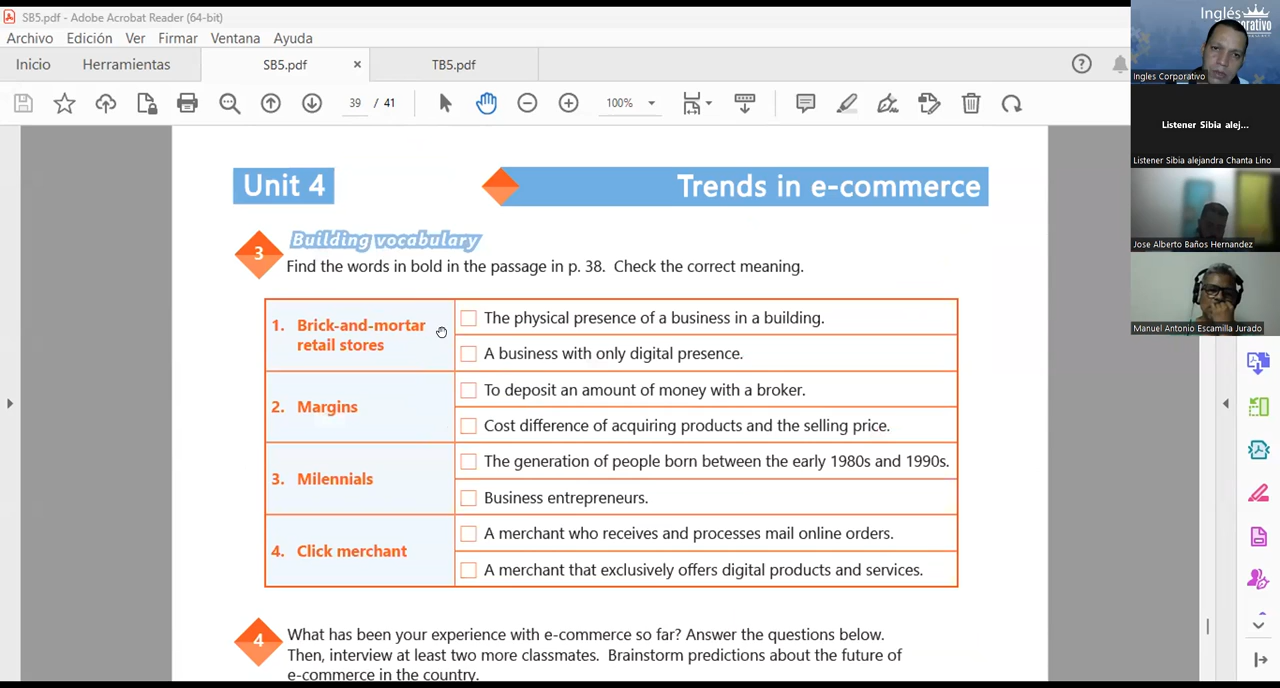 SB5.pdf - Adobe Acrobat Reader (64-bit)
Archivo Edición Ver Firmar Ventana Ayuda
Inicio Herramientas SB5.pdf × TB5.pdf
39 / 41 100%
Inglés
Ingles Corporativo
Listener Sibia alej...
Listener Sibia alejandra Chanta Lino
Jose Alberto Baños Hernandez
Manuel Antonio Escamilla Jurado
Unit 4 Trends in e-commerce
3 Building vocabulary
Find the words in bold in the passage in p. 38. Check the correct meaning.
1. Brick-and-mortar
retail stores
The physical presence of a business in a building.
A business with only digital presence.
2. Margins
To deposit an amount of money with a broker.
Cost difference of acquiring products and the selling price.
3. Milennials
The generation of people born between the early 1980s and 1990s.
Business entrepreneurs.
4. Click merchant
A merchant who receives and processes mail online orders.
A merchant that exclusively offers digital products and services.
4 What has been your experience with e-commerce so far? Answer the questions below.
Then, interview at least two more classmates. Brainstorm predictions about the future of
e-commerce in the country.